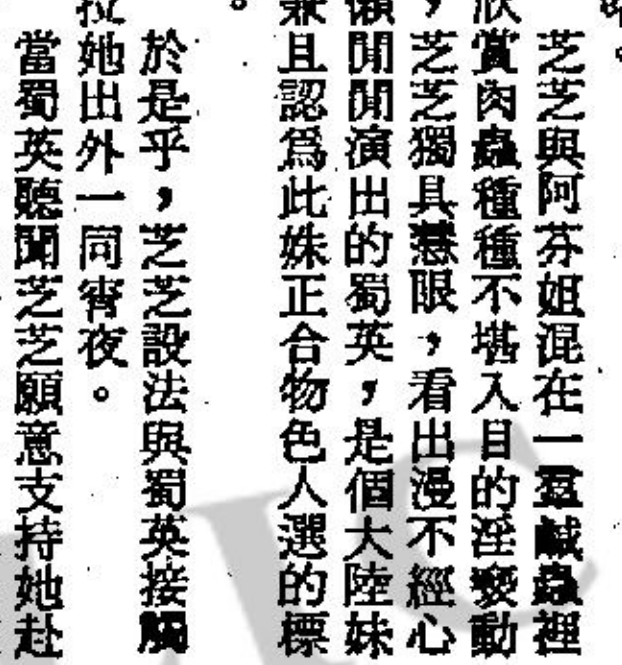 芝芝與阿芬姐混在一羣鹹蟲裡
欣賞肉蟲種種不堪入目的淫褻動
，芝芝獨具慧眼，看出漫不經心
懶閒閒演出的蜀英，是個大陸妹
兼且認爲此姝正合物色人選的標
。
於是乎，芝芝設法與蜀英接觸
拉她出外一同宵夜。
當蜀英聽聞芝芝願意支持她赴